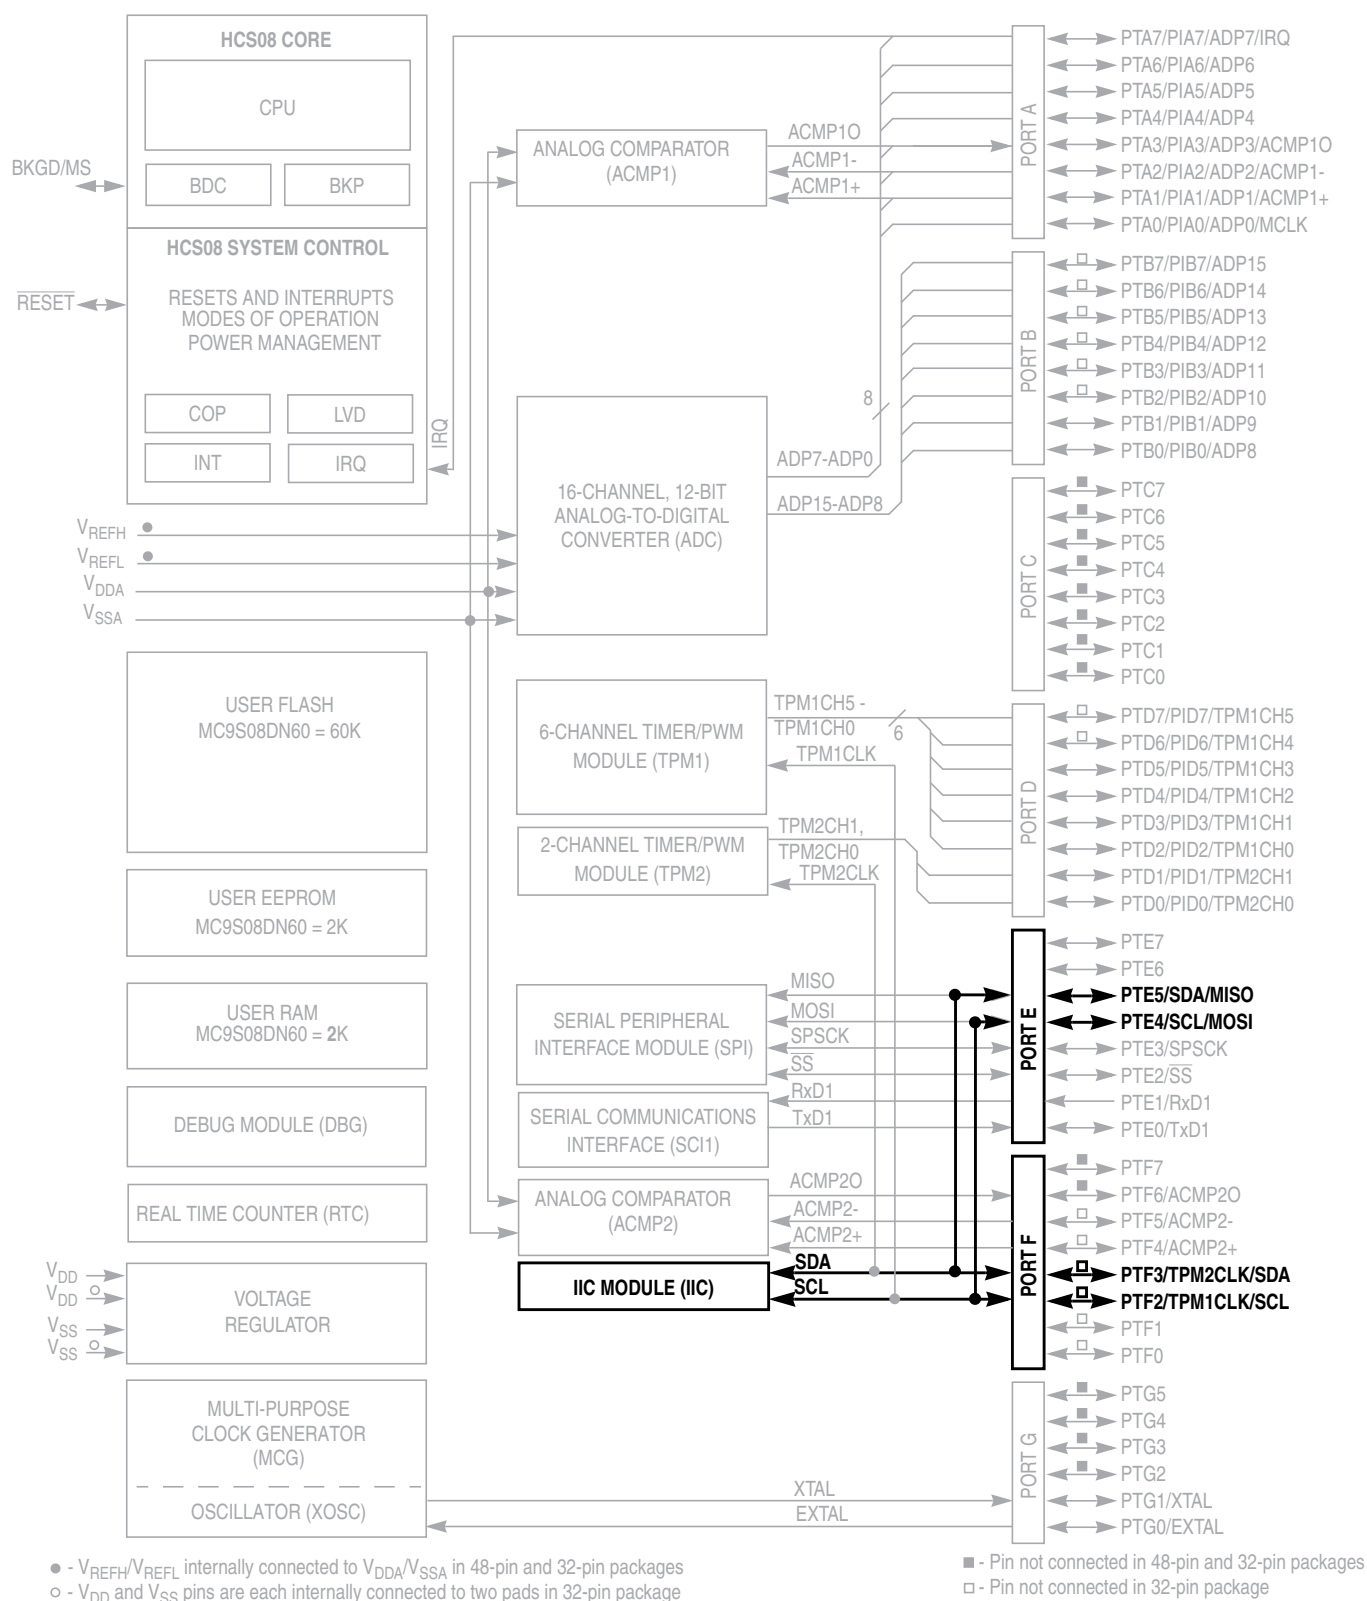 HCS08 CORE
CPU
BDC
BKP
BKGD/MS
HCS08 SYSTEM CONTROL
RESETS AND INTERRUPTS
MODES OF OPERATION
POWER MANAGEMENT
RESET
COP
LVD
INT
IRQ
IRQ
VREFH
VREFL
VDDA
VSSA
USER FLASH
MC9S08DN60 = 60K
USER EEPROM
MC9S08DN60 = 2K
USER RAM
MC9S08DN60 = 2K
DEBUG MODULE (DBG)
REAL TIME COUNTER (RTC)
VDD
VDD
VSS
VSS
VOLTAGE
REGULATOR
MULTI-PURPOSE
CLOCK GENERATOR
(MCG)
OSCILLATOR (XOSC)
ANALOG COMPARATOR
(ACMP1)
ACMP1O
ACMP1-
ACMP1+
16-CHANNEL, 12-BIT
ANALOG-TO-DIGITAL
CONVERTER (ADC)
8
ADP7-ADP0
ADP15-ADP8
6-CHANNEL TIMER/PWM
MODULE (TPM1)
TPM1CH5 -
TPM1CH0
6
TPM1CLK
2-CHANNEL TIMER/PWM
MODULE (TPM2)
TPM2CH1,
TPM2CH0
TPM2CLK
SERIAL PERIPHERAL
INTERFACE MODULE (SPI)
MISO
MOSI
SPSCK
SS
SERIAL COMMUNICATIONS
INTERFACE (SCI1)
RxD1
TxD1
ANALOG COMPARATOR
(ACMP2)
ACMP2O
ACMP2-
ACMP2+
IIC MODULE (IIC)
SDA
SCL
XTAL
EXTAL
PORT A
PTA7/PIA7/ADP7/IRQ
PTA6/PIA6/ADP6
PTA5/PIA5/ADP5
PTA4/PIA4/ADP4
PTA3/PIA3/ADP3/ACMP1O
PTA2/PIA2/ADP2/ACMP1-
PTA1/PIA1/ADP1/ACMP1+
PTA0/PIA0/ADP0/MCLK
PORT B
PTB7/PIB7/ADP15
PTB6/PIB6/ADP14
PTB5/PIB5/ADP13
PTB4/PIB4/ADP12
PTB3/PIB3/ADP11
PTB2/PIB2/ADP10
PTB1/PIB1/ADP9
PTB0/PIB0/ADP8
PORT C
PTC7
PTC6
PTC5
PTC4
PTC3
PTC2
PTC1
PTC0
PORT D
PTD7/PID7/TPM1CH5
PTD6/PID6/TPM1CH4
PTD5/PID5/TPM1CH3
PTD4/PID4/TPM1CH2
PTD3/PID3/TPM1CH1
PTD2/PID2/TPM1CH0
PTD1/PID1/TPM2CH1
PTD0/PID0/TPM2CH0
PORT E
PTE7
PTE6
PTE5/SDA/MISO
PTE4/SCL/MOSI
PTE3/SPSCK
PTE2/SS
PTE1/RxD1
PTE0/TxD1
PORT F
PTF7
PTF6/ACMP2O
PTF5/ACMP2-
PTF4/ACMP2+
PTF3/TPM2CLK/SDA
PTF2/TPM1CLK/SCL
PTF1
PTF0
PORT G
PTG5
PTG4
PTG3
PTG2
PTG1/XTAL
PTG0/EXTAL
● - VREFH/VREFL internally connected to VDDA/VSSA in 48-pin and 32-pin packages
○ - VDD and VSS pins are each internally connected to two pads in 32-pin package
■ - Pin not connected in 48-pin and 32-pin packages
□ - Pin not connected in 32-pin package